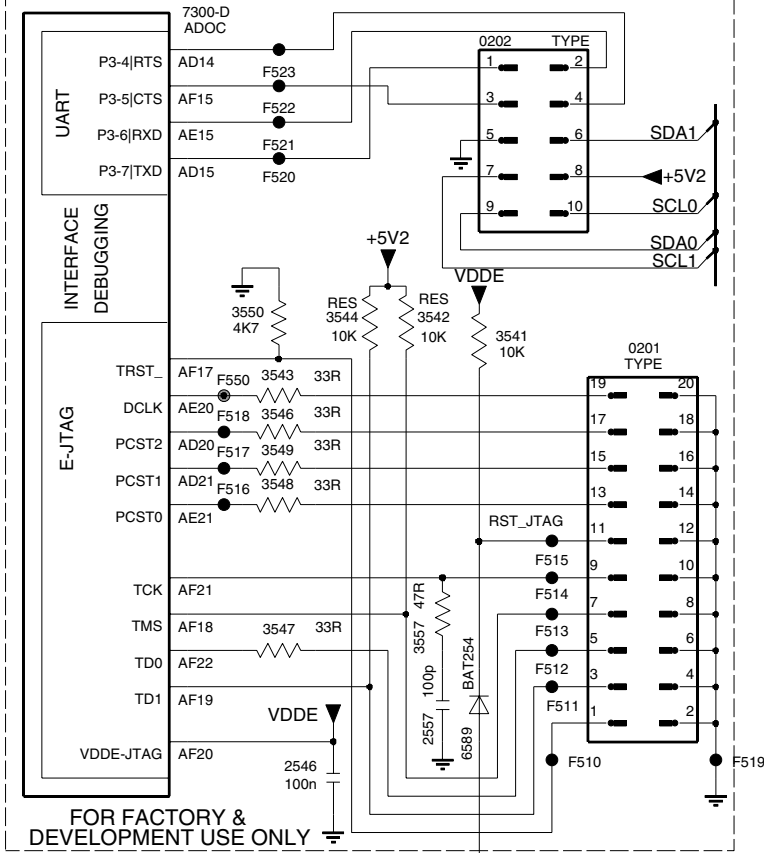 7300-D
ADOC
UART
P3-4|RTS AD14
P3-5|CTS AF15
P3-6|RXD AE15
P3-7|TXD AD15
F523
F522
F521
F520
0202 TYPE
1 2
3 4
5 6
7 8
9 10
SDA1
+5V2
SCL0
SDA0
SCL1
INTERFACE
DEBUGGING
3550
4K7
+5V2
RES
3544
10K
RES
3542
10K
VDDE
3541
10K
0201
TYPE
E-JTAG
TRST_ AF17
DCLK AE20
PCST2 AD20
PCST1 AD21
PCST0 AE21
TCK AF21
TMS AF18
TD0 AF22
TD1 AF19
VDDE-JTAG AF20
F550 3543 33R
F518 3546 33R
F517 3549 33R
F516 3548 33R
3547 33R
RST_JTAG
F515
F514
F513
F512
F511
F510
F519
3557 47R
2557 100p
6589 BAT254
VDDE
2546
100n
19 20
17 18
15 16
13 14
11 12
9 10
7 8
5 6
3 4
1 2
FOR FACTORY &
DEVELOPMENT USE ONLY